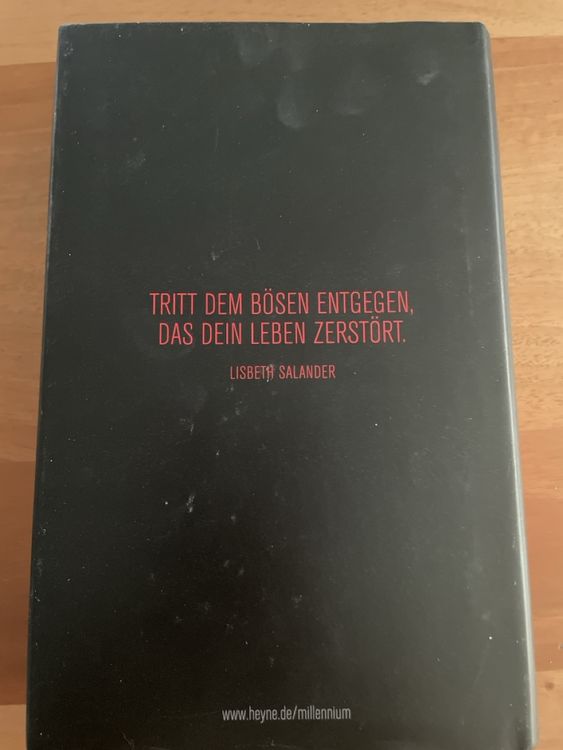 TRITT DEM BÖSEN ENTGEGEN,
DAS DEIN LEBEN ZERSTÖRT.
LISBETH SALANDER
www.heyne.de/millennium